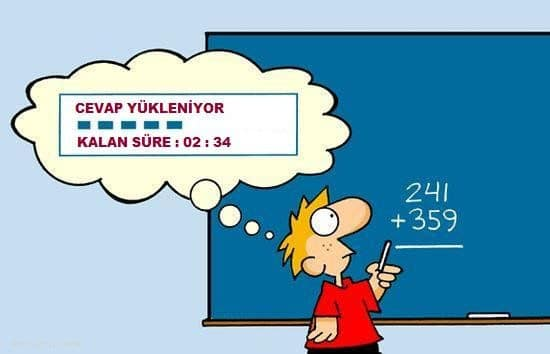 CEVAP YÜKLENİYOR
KALAN SÜRE : 02 : 34
241
+359